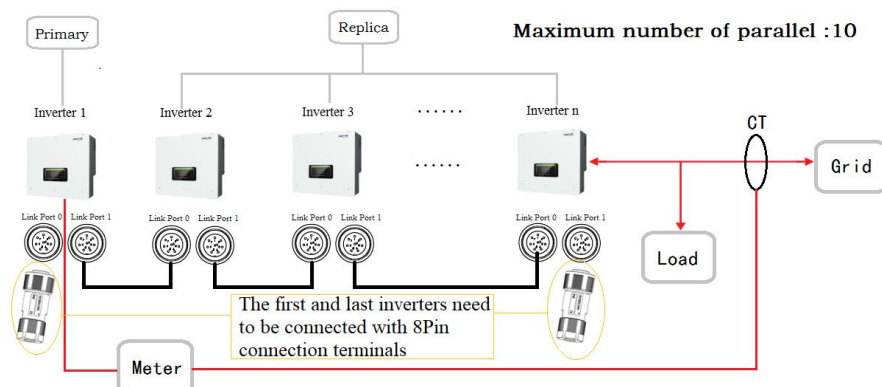 Primary
Replica
Maximum number of parallel :10
Inverter 1
Inverter 2
Inverter 3
......
Inverter n
......
CT
Grid
Link Port 0
Link Port 1
Link Port 0
Link Port 1
Link Port 0
Link Port 1
Link Port 0
Link Port 1
Load
The first and last inverters need
to be connected with 8Pin
connection terminals
Meter